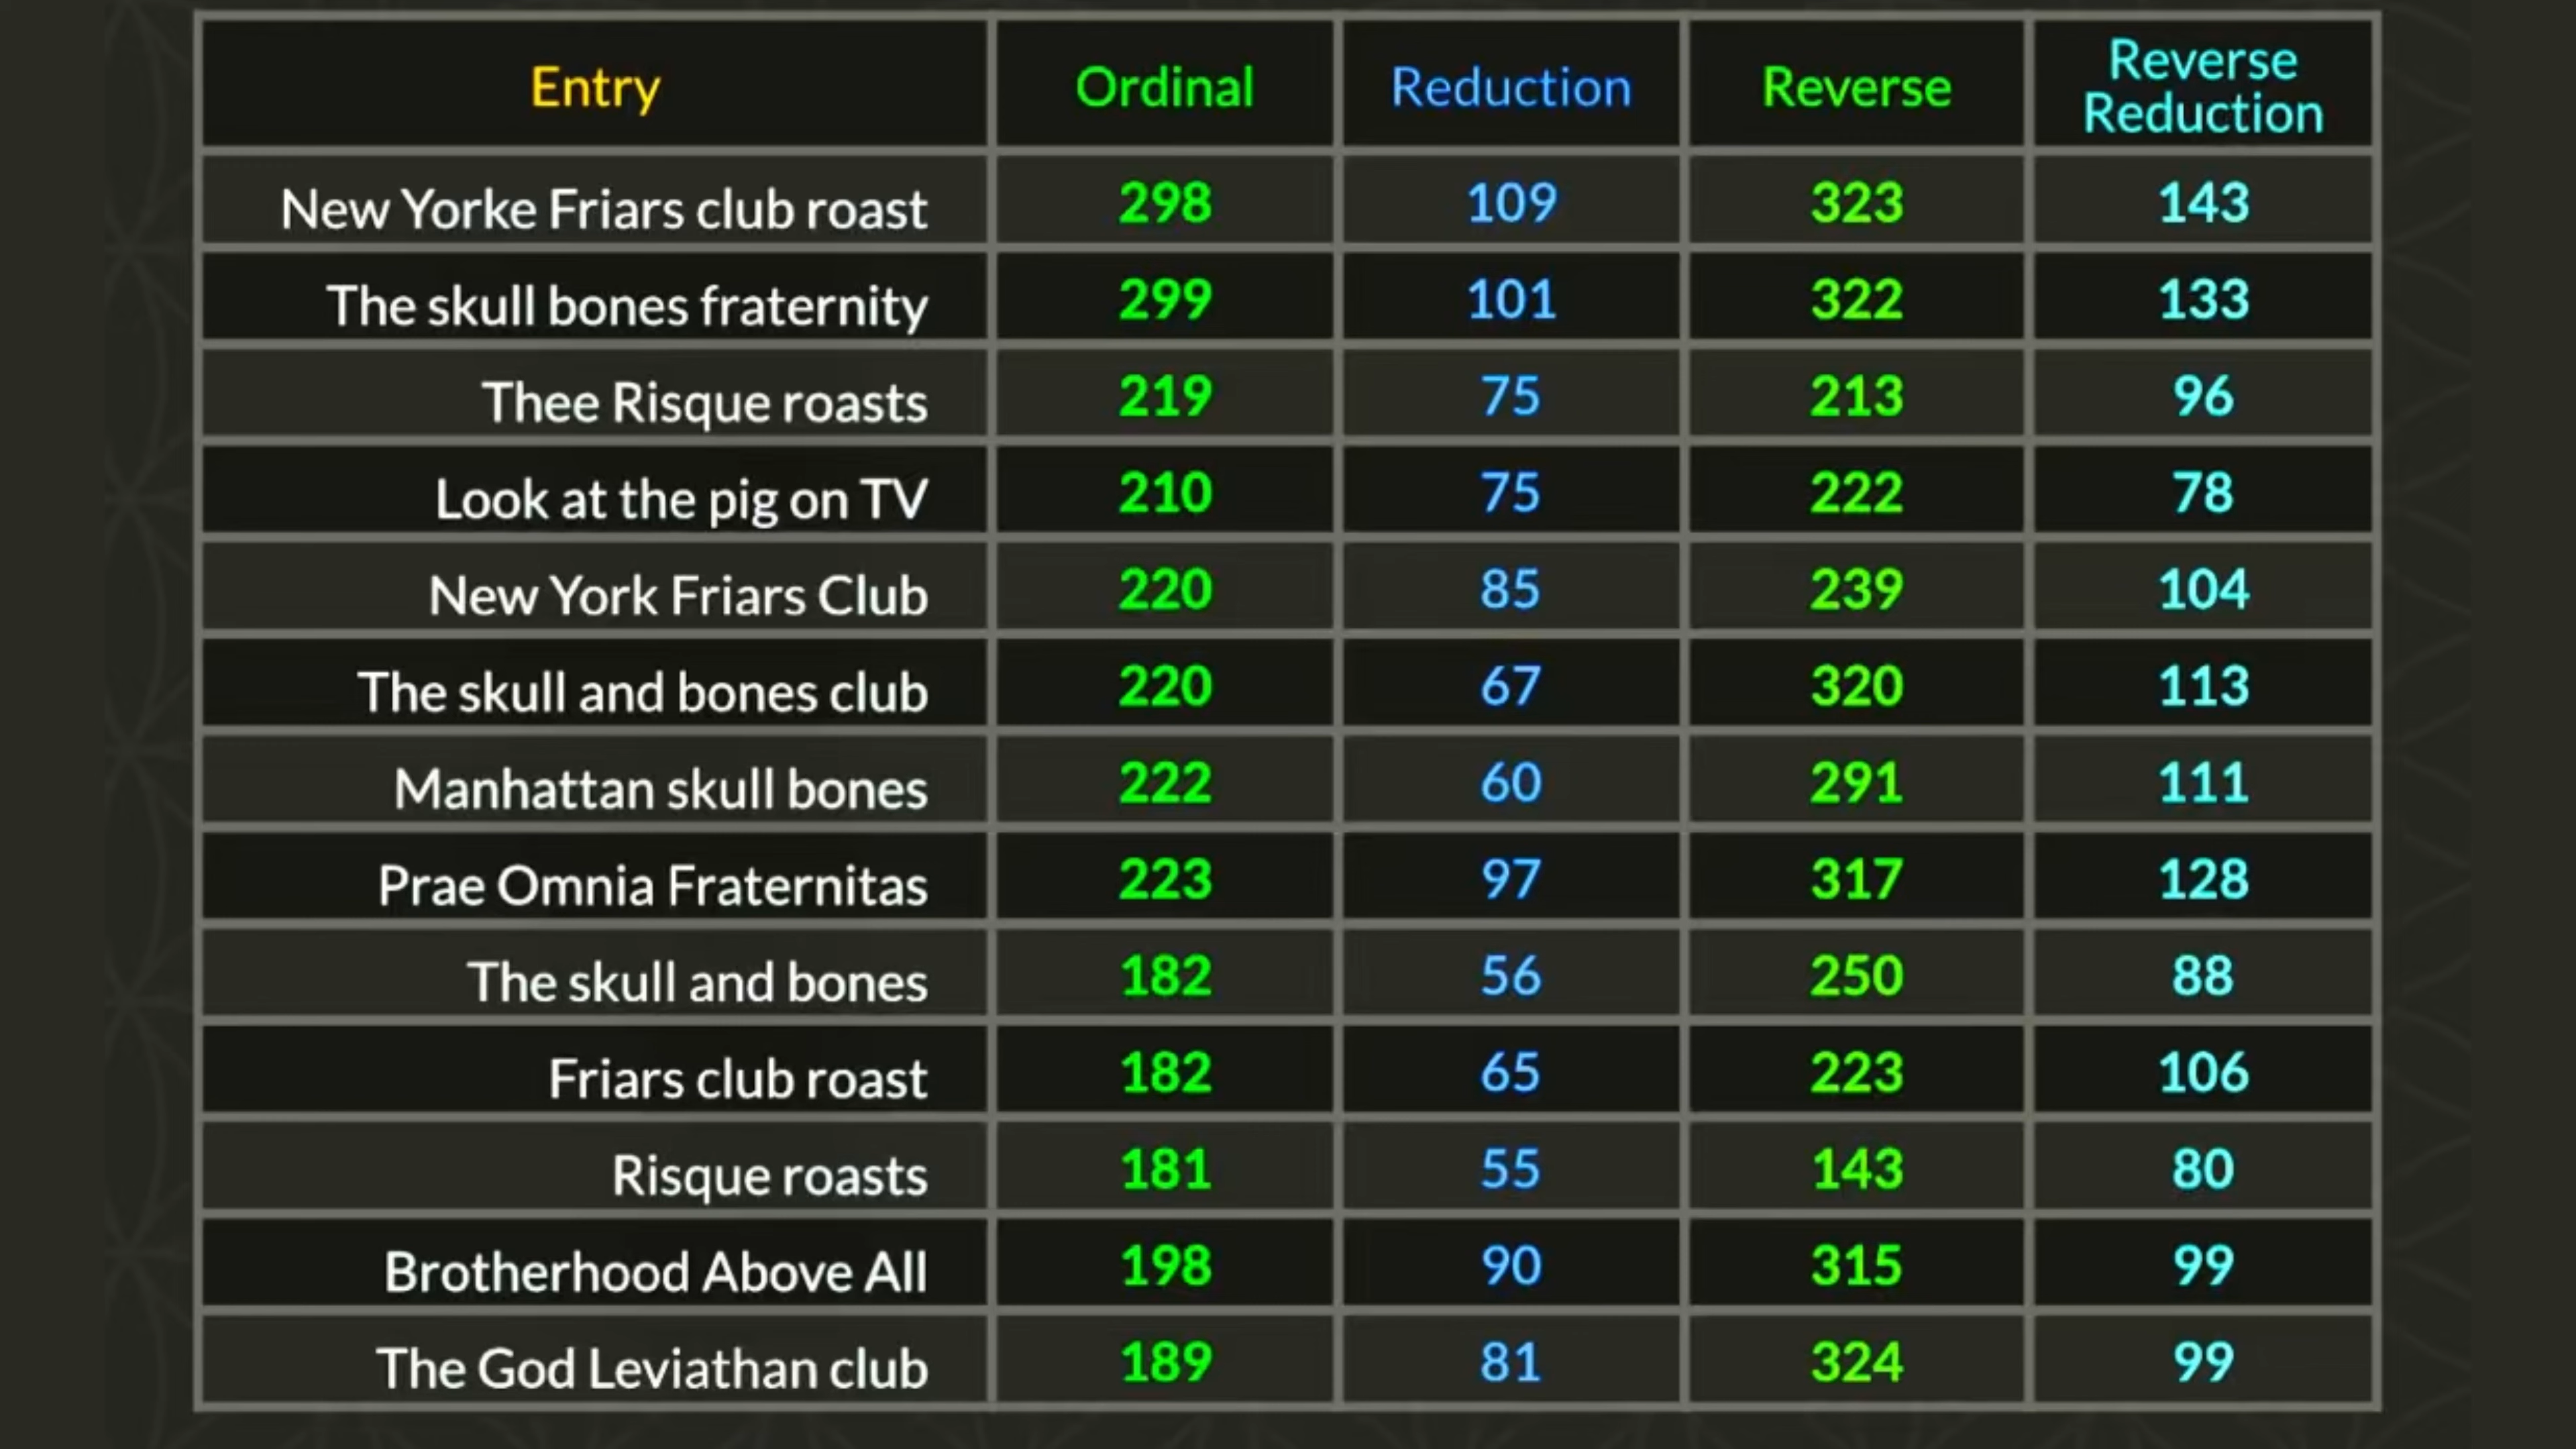 Entry Ordinal Reduction Reverse Reverse Reduction
New Yorke Friars club roast 298 109 323 143
The skull bones fraternity 299 101 322 133
Thee Risque roasts 219 75 213 96
Look at the pig on TV 210 75 222 78
New York Friars Club 220 85 239 104
The skull and bones club 220 67 320 113
Manhattan skull bones 222 60 291 111
Prae Omnia Fraternitas 223 97 317 128
The skull and bones 182 56 250 88
Friars club roast 182 65 223 106
Risque roasts 181 55 143 80
Brotherhood Above All 198 90 315 99
The God Leviathan club 189 81 324 99